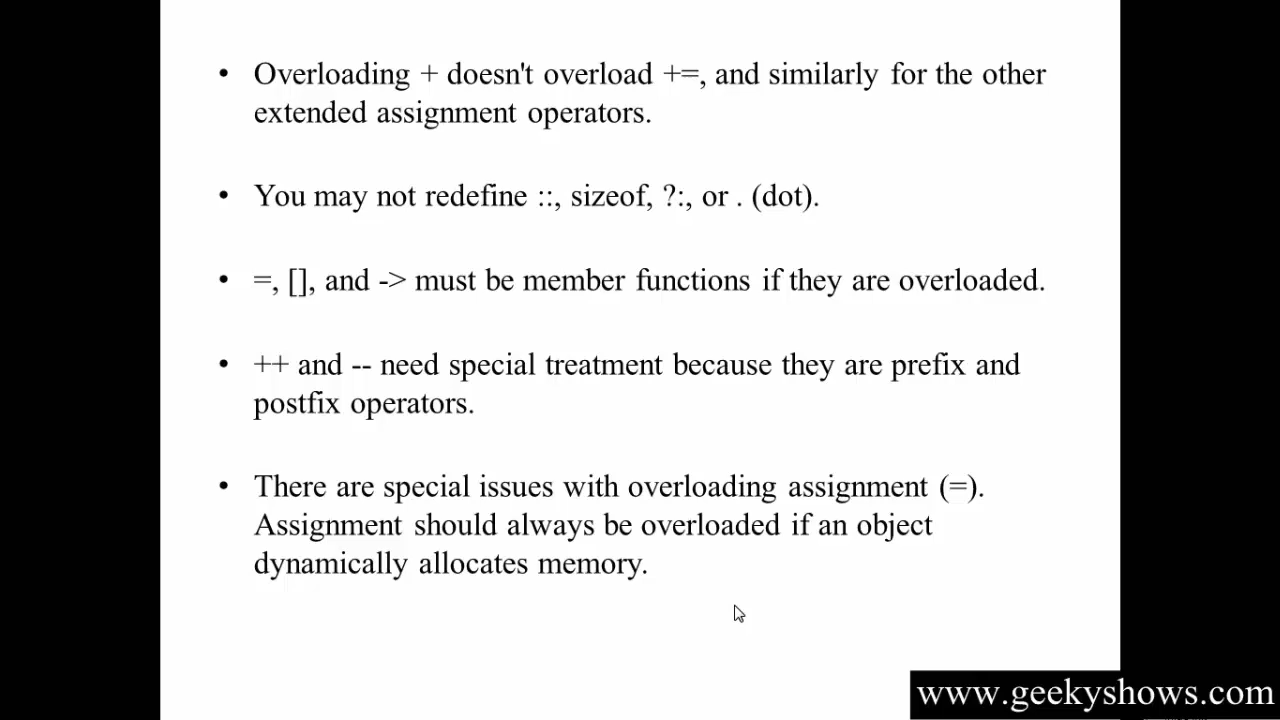 • Overloading + doesn't overload +=, and similarly for the other
extended assignment operators.
• You may not redefine ::, sizeof, ?:, or . (dot).
• =, [], and -> must be member functions if they are overloaded.
• ++ and -- need special treatment because they are prefix and
postfix operators.
• There are special issues with overloading assignment (=).
Assignment should always be overloaded if an object
dynamically allocates memory.
www.geekyshows.com